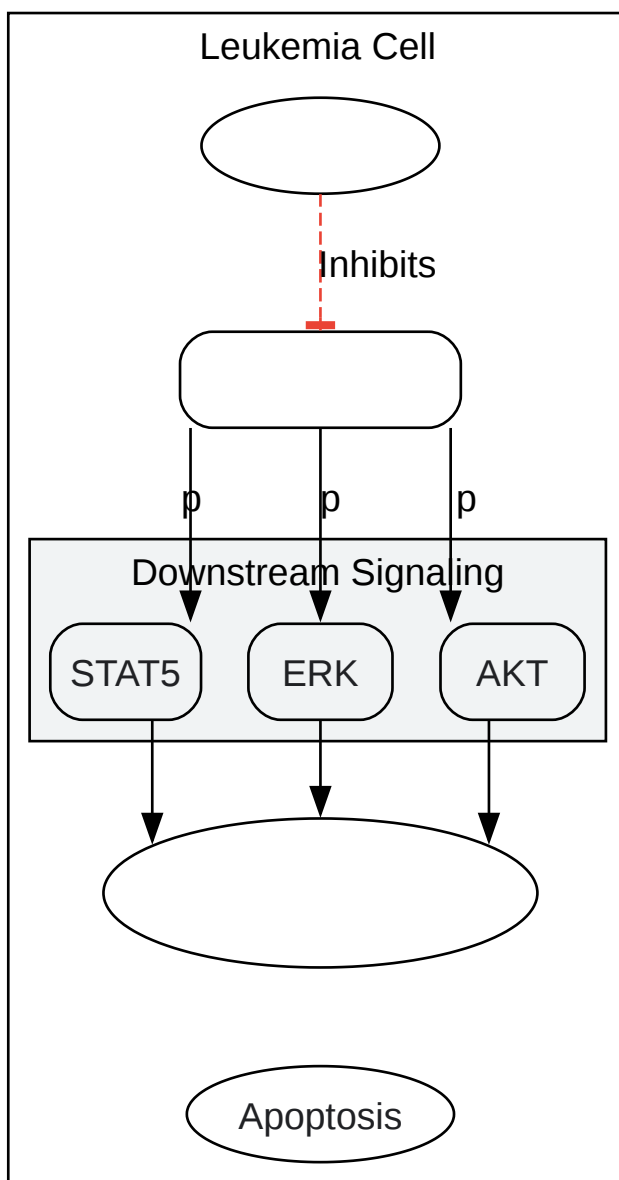 Leukemia Cell
Inhibits
p p p
Downstream Signaling
STAT5 ERK AKT
Apoptosis